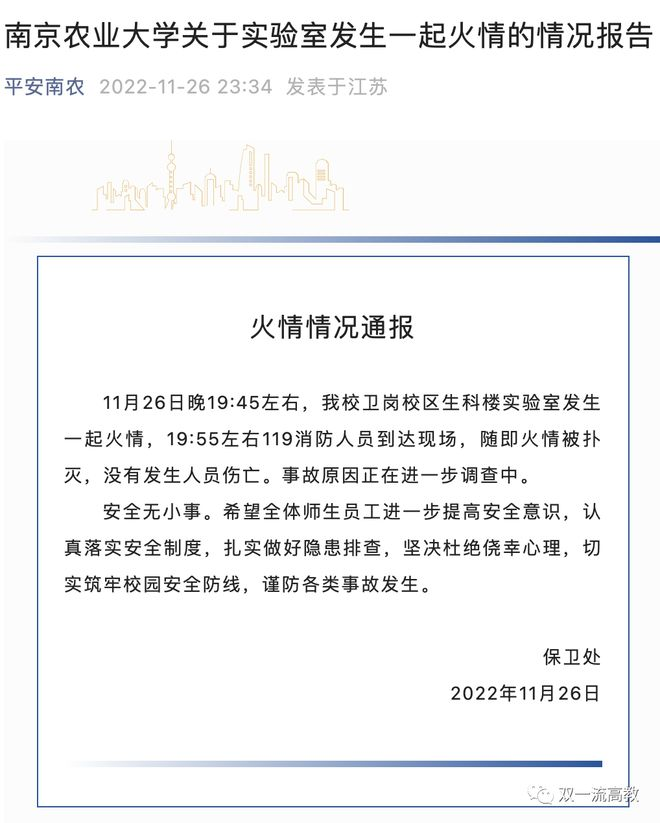 南京农业大学关于实验室发生一起火情的情况报告
平安南农 2022-11-26 23:34 发表于江苏
火情情况通报
11月26日晚19:45左右，我校卫岗校区生科楼实验室发生
一起火情，19:55左右119消防人员到达现场，随即火情被扑
灭，没有发生人员伤亡。事故原因正在进一步调查中。
安全无小事。希望全体师生员工进一步提高安全意识，认
真落实安全制度，扎实做好隐患排查，坚决杜绝侥幸心理，切
实筑牢校园安全防线，谨防各类事故发生。
保卫处
2022年11月26日
双一流高教